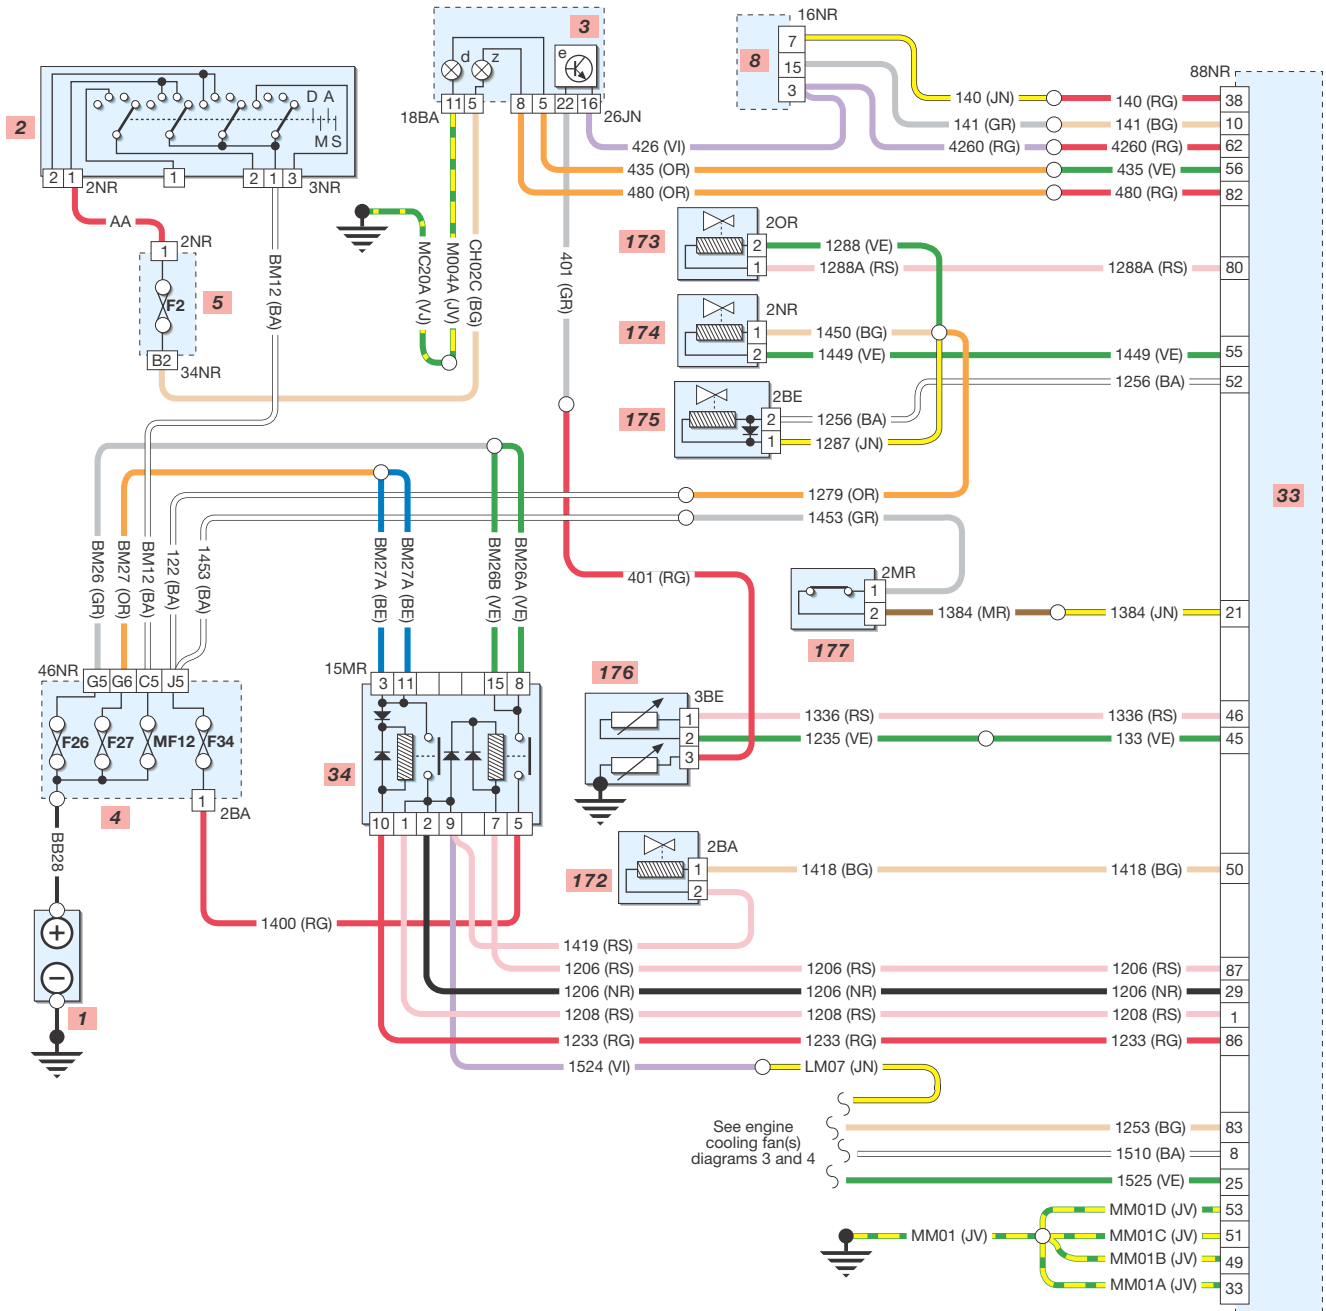 3
16NR
7
15
3
8
88NR
38
10
62
56
82
80
55
52
21
46
45
50
87
29
1
86
83
8
25
53
51
49
33
33
d
z
e
11
5
8
5
22
16
18BA
26JN
2
D A
M S
2
1
2NR
1
2
1
3
3NR
140 (JN)
140 (RG)
141 (GR)
141 (BG)
426 (VI)
4260 (RG)
4260 (RG)
435 (OR)
435 (VE)
480 (OR)
480 (RG)
AA
2NR
1
F2
5
B2
34NR
BM12 (BA)
MC20A (VJ)
M004A (JV)
CH02C (BG)
401 (GR)
173
2OR
2
1
1288 (VE)
1288A (RS)
1288A (RS)
174
2NR
1
2
1450 (BG)
1449 (VE)
1449 (VE)
175
2BE
2
1
1256 (BA)
1256 (BA)
1287 (JN)
1279 (OR)
1453 (GR)
BM26 (GR)
BM27 (OR)
BM12 (BA)
122 (BA)
1453 (BA)
BM27A (BE)
BM27A (BE)
BM26B (VE)
BM26A (VE)
401 (RG)
2MR
1
2
177
1384 (MR)
1384 (JN)
46NR
G5
G6
C5
J5
F26
F27
MF12
F34
4
1
2BA
15MR
3
11
15
8
34
10
1
2
9
7
5
176
3BE
1
2
3
1336 (RS)
1336 (RS)
1235 (VE)
133 (VE)
172
2BA
1
2
1418 (BG)
1418 (BG)
BB28
+
−
1
1400 (RG)
1419 (RS)
1206 (RS)
1206 (RS)
1206 (RS)
1206 (NR)
1206 (NR)
1206 (NR)
1208 (RS)
1208 (RS)
1208 (RS)
1233 (RG)
1233 (RG)
1233 (RG)
1524 (VI)
LM07 (JN)
See engine
cooling fan(s)
diagrams 3 and 4
1253 (BG)
1510 (BA)
1525 (VE)
MM01 (JV)
MM01D (JV)
MM01C (JV)
MM01B (JV)
MM01A (JV)